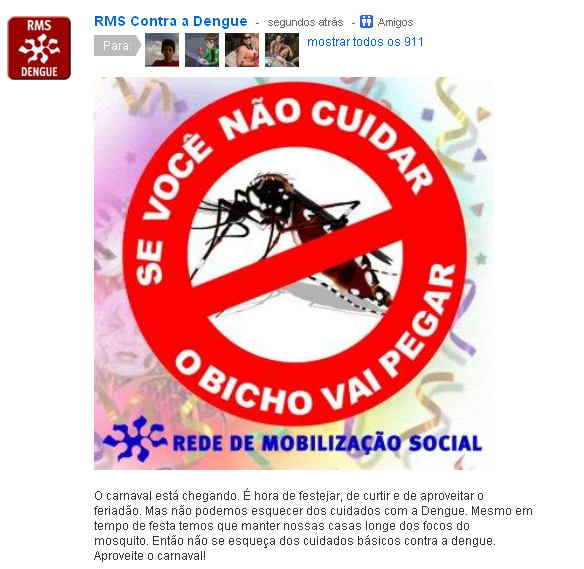 RMS
DENGUE
RMS Contra a Dengue - segundos atrás - Amigos
Para:
mostrar todos os 911
SE VOCÊ NÃO CUIDAR
O BICHO VAI PEGAR
REDE DE MOBILIZAÇÃO SOCIAL
O carnaval está chegando. É hora de festejar, de curtir e de aproveitar o
feriadão. Mas não podemos esquecer dos cuidados com a Dengue. Mesmo em
tempo de festa temos que manter nossas casas longe dos focos do
mosquito. Então não se esqueça dos cuidados básicos contra a dengue.
Aproveite o carnaval!